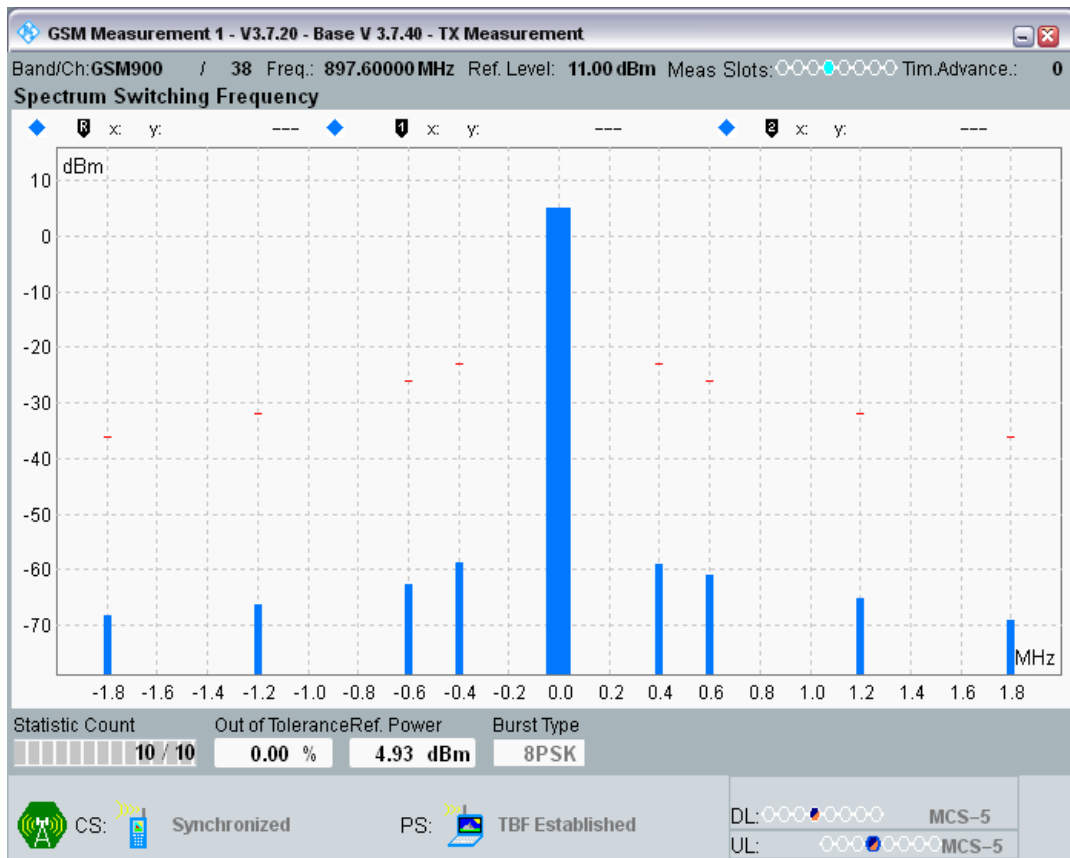 GSM Measurement 1 - V3.7.20 - Base V 3.7.40 - TX Measurement
Band/Ch:GSM900 / 38 Freq.: 897.60000 MHz Ref. Level: 11.00 dBm Meas Slots: Tim.Advance.: 0
Spectrum Switching Frequency
R x: y: --- 1 x: y: --- 2 x: y: ---
dBm
10
0
-10
-20
-30
-40
-50
-60
-70
MHz
-1.8 -1.6 -1.4 -1.2 -1.0 -0.8 -0.6 -0.4 -0.2 0.0 0.2 0.4 0.6 0.8 1.0 1.2 1.4 1.6 1.8
Statistic Count Out of Tolerance Ref. Power Burst Type
10 / 10 0.00 % 4.93 dBm 8PSK
CS: Synchronized PS: TBF Established
DL: MCS-5
UL: MCS-5